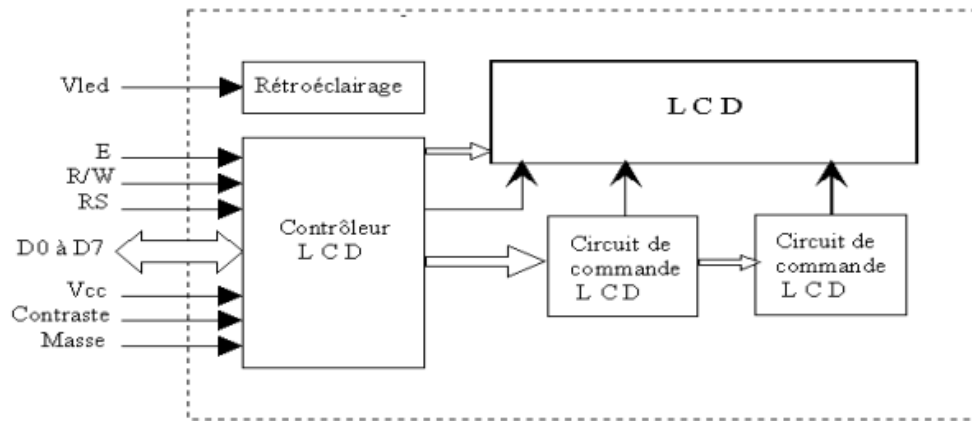 Vled
Rétroéclairage
L C D
E
R/W
RS
D0 à D7
Vcc
Contraste
Masse
Contrôleur
L C D
Circuit de
commande
L C D
Circuit de
commande
L C D